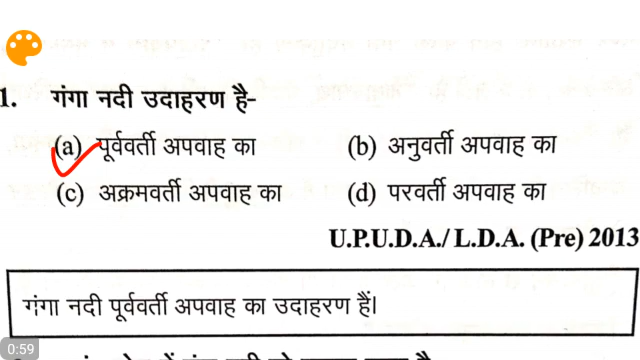 1. गंगा नदी उदाहरण है-
(a) पूर्ववर्ती अपवाह का (b) अनुवर्ती अपवाह का
(c) अक्रमवर्ती अपवाह का (d) परवर्ती अपवाह का
U.P.U.D.A./ L.D.A. (Pre) 2013
गंगा नदी पूर्ववर्ती अपवाह का उदाहरण हैं।
0:59